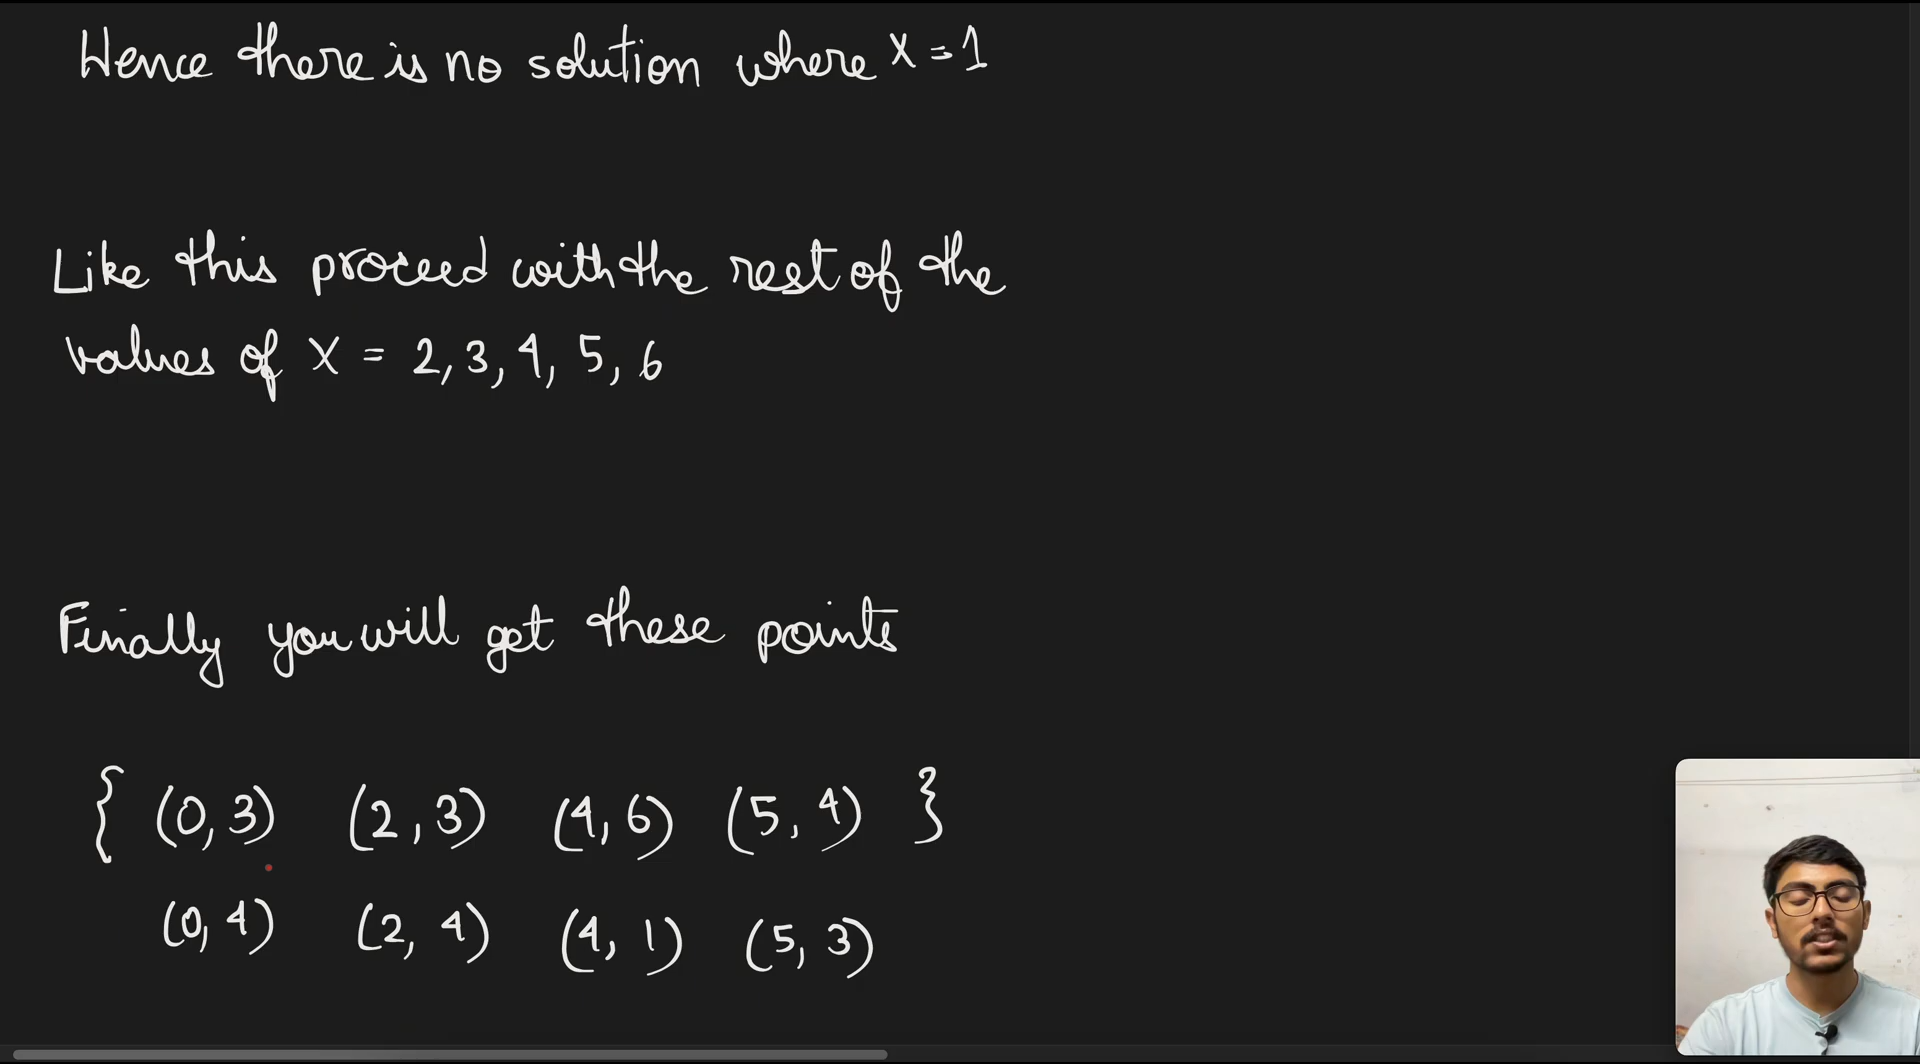 Hence there is no solution where x = 1
Like this proceed with the rest of the
values of x = 2, 3, 4, 5, 6
Finally you will get these points
{ (0, 3) (2, 3) (4, 6) (5, 4) }
(0, 4) (2, 4) (4, 1) (5, 3)